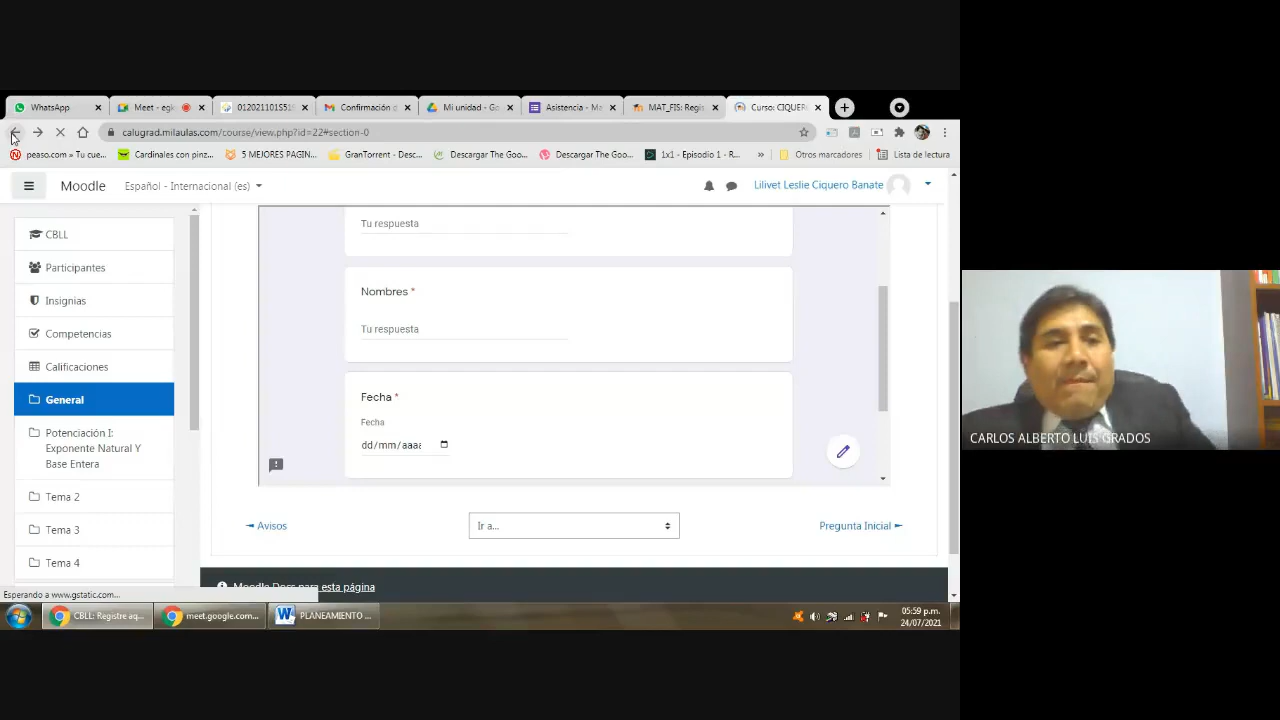 WhatsApp
Meet - egk
012021101S51
Confirmación d
Mi unidad - Go
Asistencia - Ma
MAT_FIS: Regis
Curso: CIQUER
calugrad.milaulas.com/course/view.php?id=22#section-0
peaso.com » Tu cue...
Cardinales con pinz...
5 MEJORES PAGIN...
GranTorrent - Desc...
Descargar The Goo...
Descargar The Goo...
1x1 - Episodio 1 - R...
»
Otros marcadores
Lista de lectura
Moodle
Español - Internacional (es)
Lilivet Leslie Ciquero Banate
CBLL
Participantes
Insignias
Competencias
Calificaciones
General
Potenciación I:
Exponente Natural Y
Base Entera
Tema 2
Tema 3
Tema 4
Tu respuesta
Nombres *
Tu respuesta
Fecha *
Fecha
dd/mm/aaaa
◄ Avisos
Ir a...
Pregunta Inicial ►
Moodle Docs para esta página
Esperando a www.gstatic.com...
CBLL: Registre aq...
meet.google.com...
PLANEAMIENTO ...
05:59 p.m.
24/07/2021
CARLOS ALBERTO LUIS GRADOS